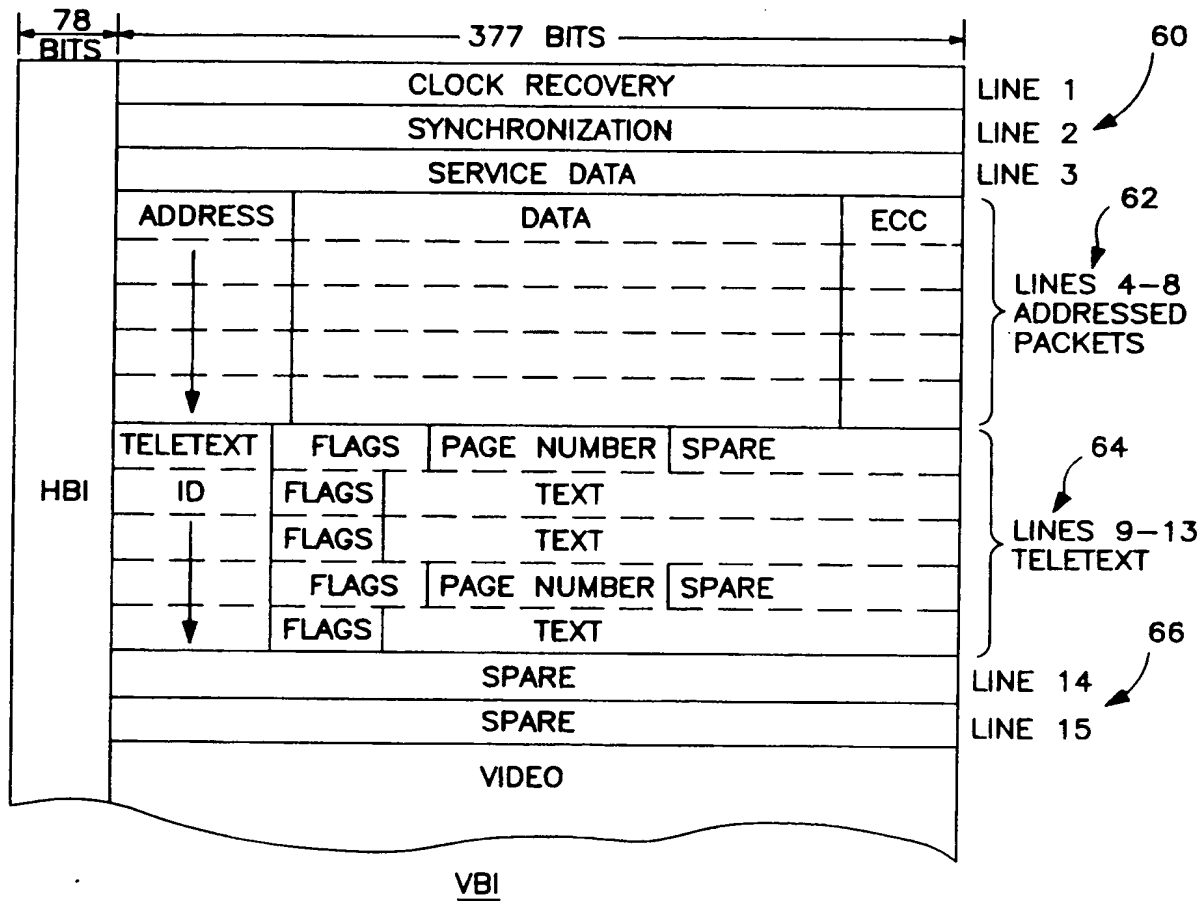 78 BITS
377 BITS
60
CLOCK RECOVERY
LINE 1
SYNCHRONIZATION
LINE 2
SERVICE DATA
LINE 3
62
ADDRESS
DATA
ECC
LINES 4-8
ADDRESSED
PACKETS
HBI
TELETEXT
ID
FLAGS
PAGE NUMBER
SPARE
64
FLAGS
TEXT
FLAGS
TEXT
LINES 9-13
TELETEXT
FLAGS
PAGE NUMBER
SPARE
FLAGS
TEXT
66
SPARE
LINE 14
SPARE
LINE 15
VIDEO
VBI